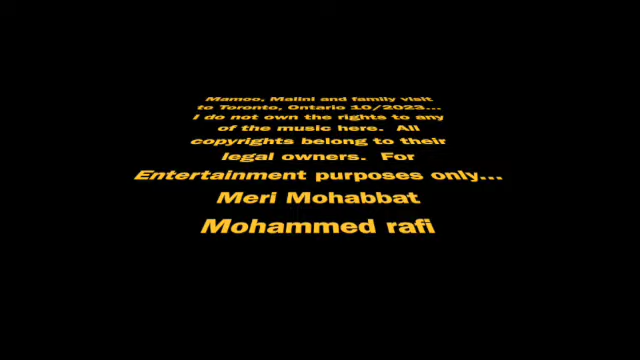 Mamoo, Malini and family visit
to Toronto, Ontario 10/2023...
I do not own the rights to any
of the music here. All
copyrights belong to their
legal owners. For
Entertainment purposes only...
Meri Mohabbat
Mohammed rafi